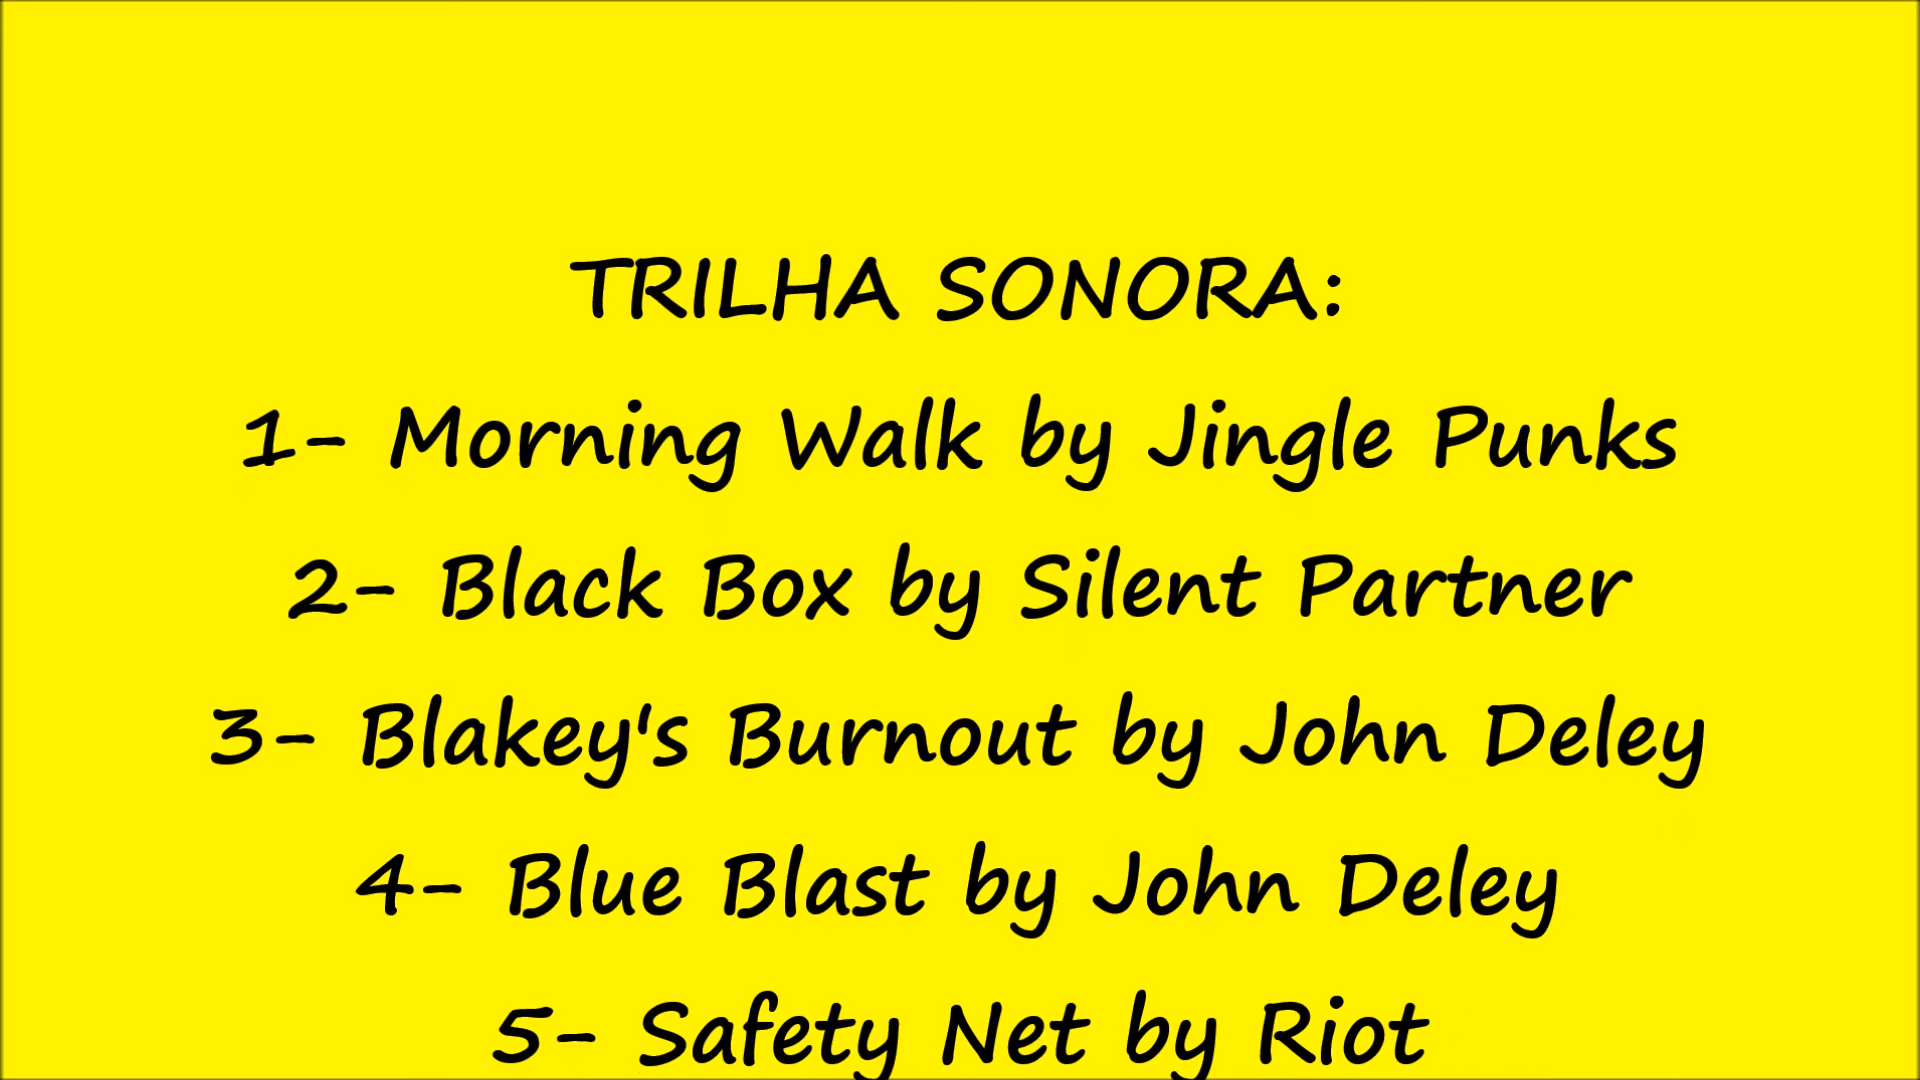 TRILHA SONORA:
1- Morning Walk by Jingle Punks
2- Black Box by Silent Partner
3- Blakey's Burnout by John Deley
4- Blue Blast by John Deley
5- Safety Net by Riot